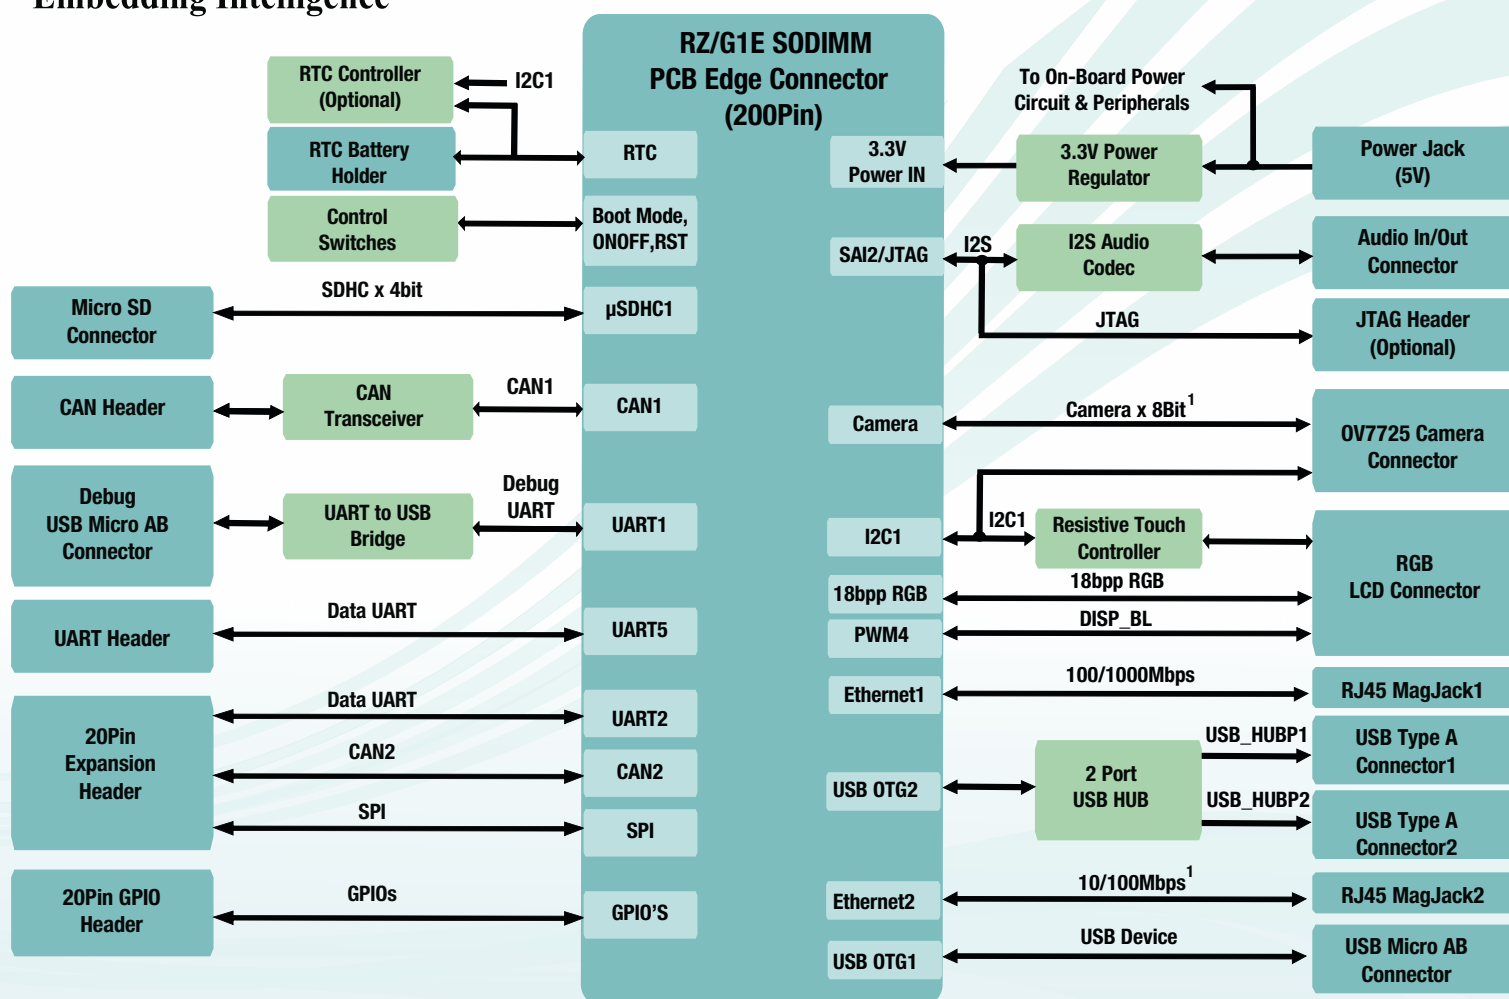 Embedding Intelligence
RZ/G1E SODIMM
PCB Edge Connector
(200Pin)
RTC Controller
(Optional)
I2C1
RTC Battery
Holder
RTC
Control
Switches
Boot Mode,
ONOFF,RST
Micro SD
Connector
SDHC x 4bit
µSDHC1
CAN Header
CAN
Transceiver
CAN1
CAN1
Debug
USB Micro AB
Connector
UART to USB
Bridge
Debug
UART
UART1
UART Header
Data UART
UART5
20Pin
Expansion
Header
Data UART
UART2
CAN2
CAN2
SPI
SPI
20Pin GPIO
Header
GPIOs
GPIO'S
To On-Board Power
Circuit & Peripherals
3.3V
Power IN
3.3V Power
Regulator
Power Jack
(5V)
SAI2/JTAG
I2S
I2S Audio
Codec
Audio In/Out
Connector
JTAG
JTAG Header
(Optional)
Camera
Camera x 8Bit1
OV7725 Camera
Connector
I2C1
I2C1
Resistive Touch
Controller
RGB
LCD Connector
18bpp RGB
18bpp RGB
PWM4
DISP_BL
Ethernet1
100/1000Mbps
RJ45 MagJack1
USB OTG2
2 Port
USB HUB
USB_HUBP1
USB Type A
Connector1
USB_HUBP2
USB Type A
Connector2
Ethernet2
10/100Mbps1
RJ45 MagJack2
USB OTG1
USB Device
USB Micro AB
Connector